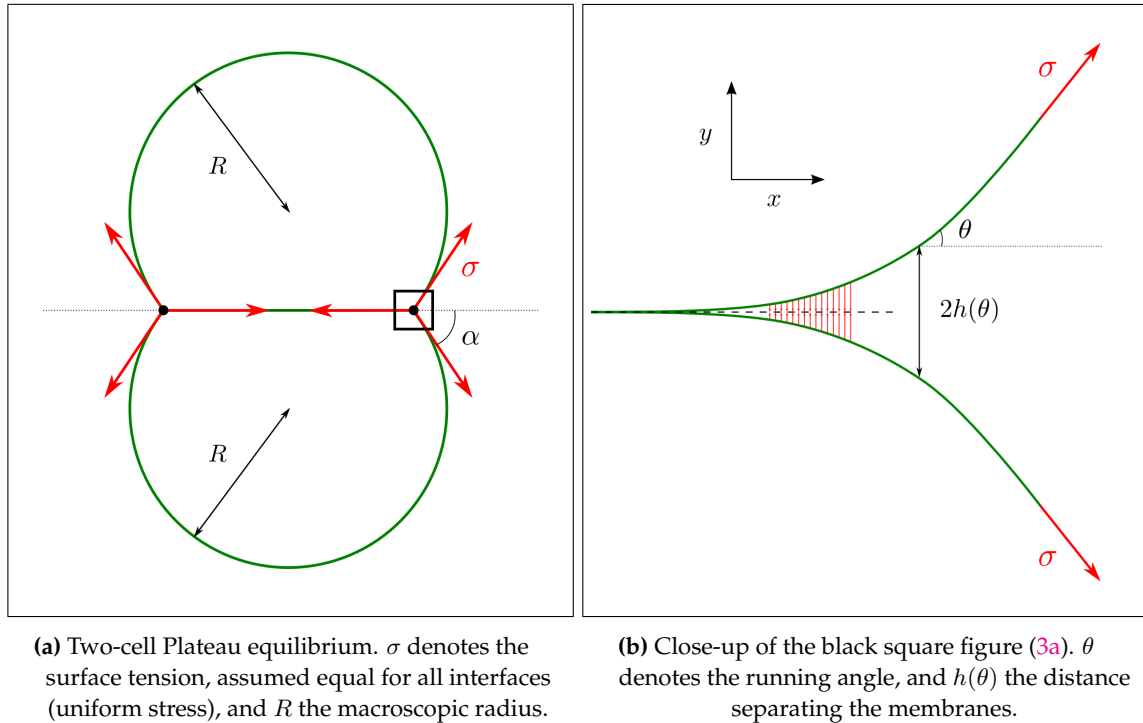 R
σ
α
R
σ
y
x
θ
2h(θ)
σ
(a) Two-cell Plateau equilibrium. σ denotes the
surface tension, assumed equal for all interfaces
(uniform stress), and R the macroscopic radius.
(b) Close-up of the black square figure (3a). θ
denotes the running angle, and h(θ) the distance
separating the membranes.